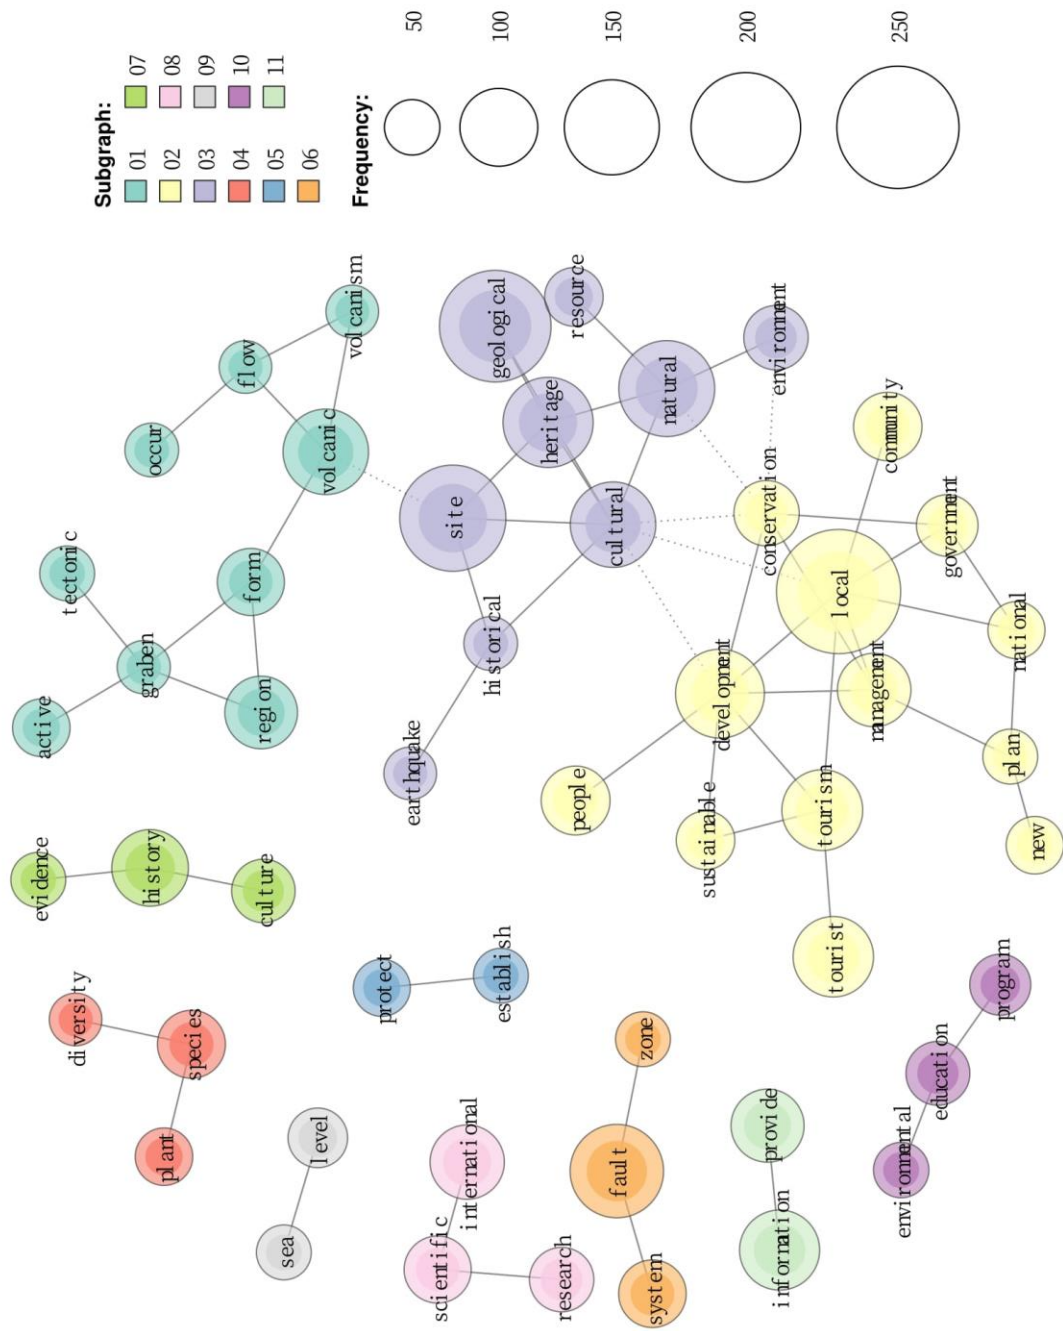 evidence
active
tectonic
diversity
history
graben
occur
plant
species
flow
form
culture
region
sea
level
volcanic
volcanism
protect
earthquake
scientific
site
international
historical
geological
establish
heritage
research
resource
people
cultural
fault
zone
system
natural
sustainable
development
conservation
provide
environment
information
tourism
tourist
local
management
community
environmental
education
government
program
national
plan
new
Subgraph:
01 07
02 08
03 09
04 10
05 11
06
Frequency:
50
100
150
200
250